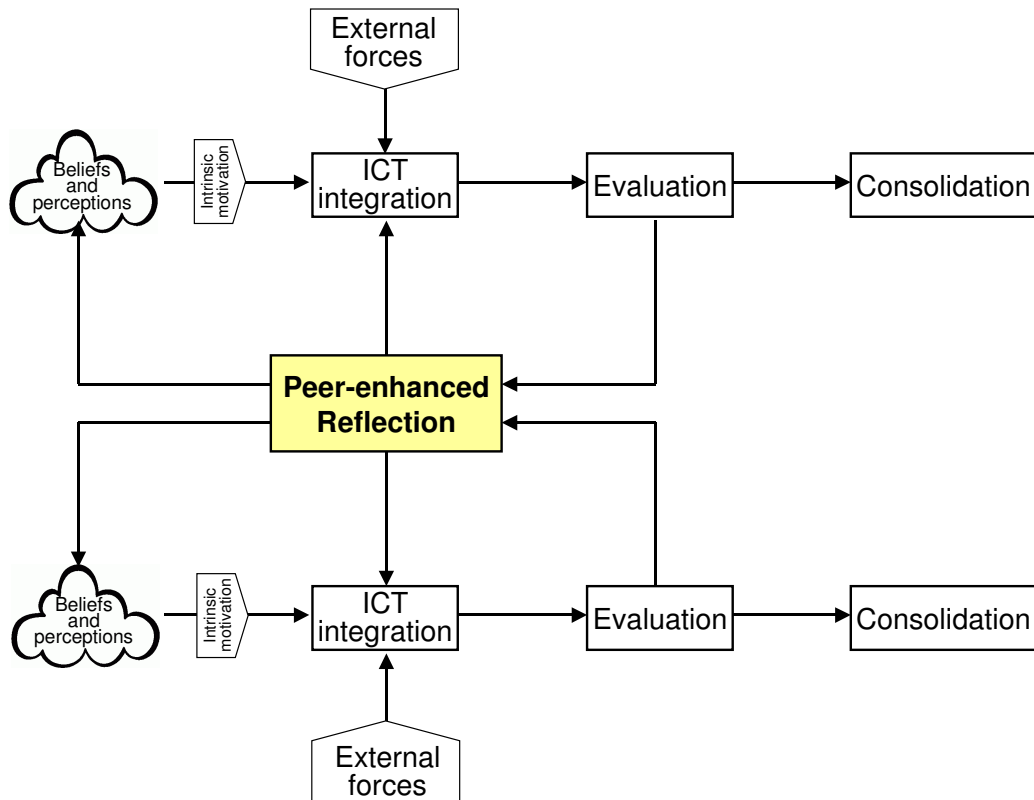 External
forces
Beliefs
and
perceptions
Intrinsic
motivation
ICT
integration
Evaluation
Consolidation
Peer-enhanced
Reflection
Beliefs
and
perceptions
Intrinsic
motivation
ICT
integration
Evaluation
Consolidation
External
forces